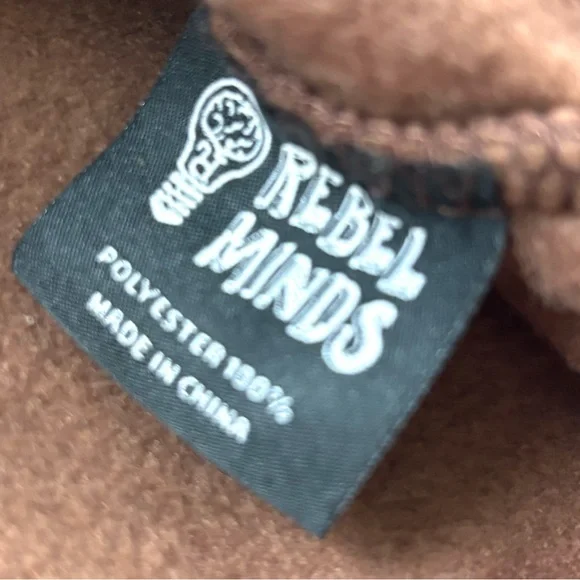 REBEL
MINDS
POLYESTER 100%
MADE IN CHINA